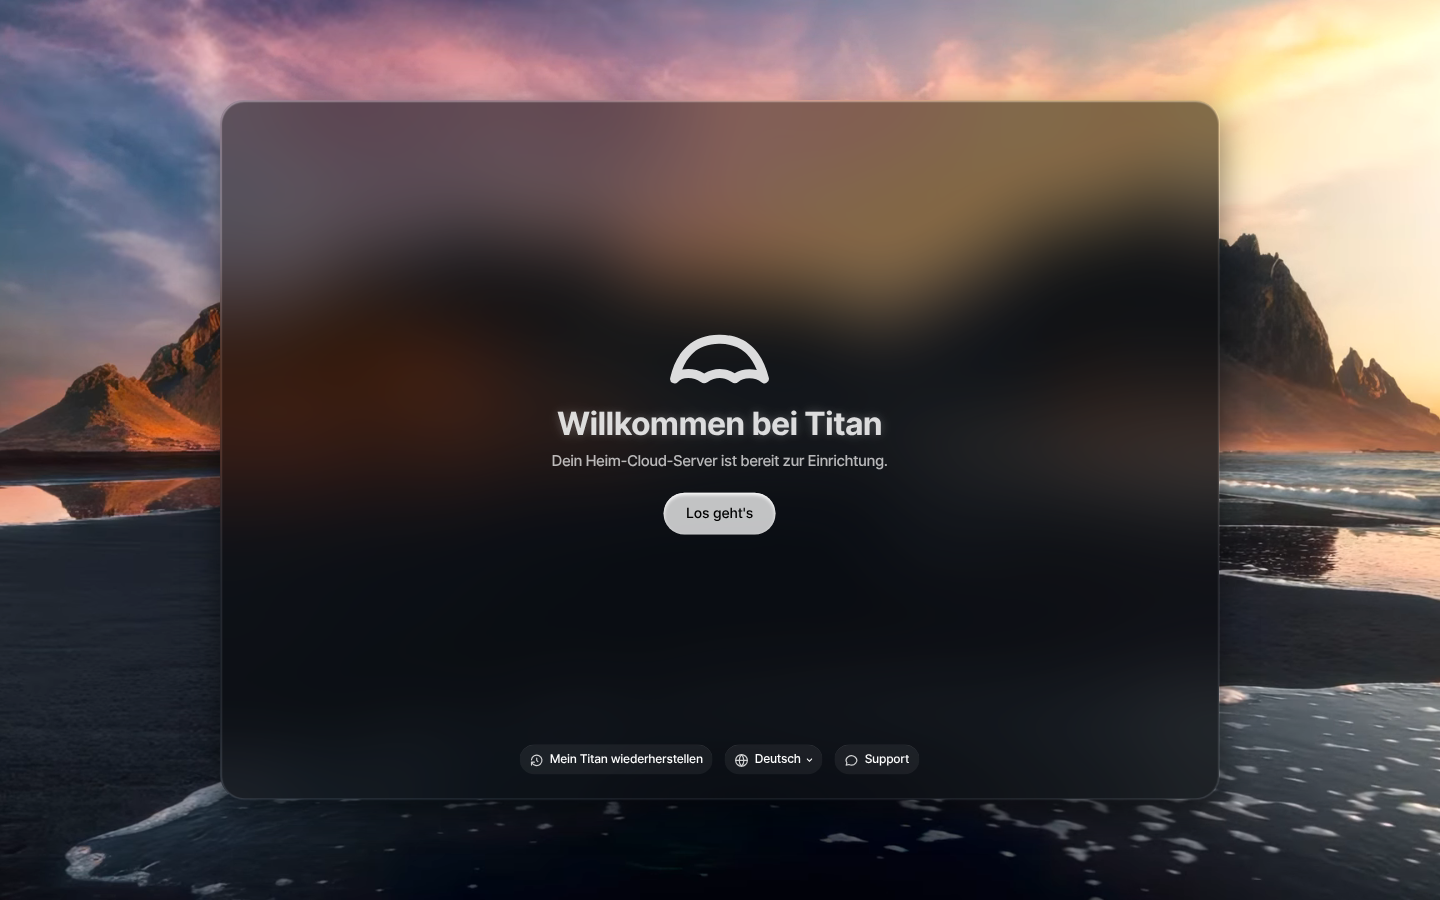 Willkommen bei Titan
Dein Heim-Cloud-Server ist bereit zur Einrichtung.
Los geht's
Mein Titan wiederherstellen
Deutsch
Support